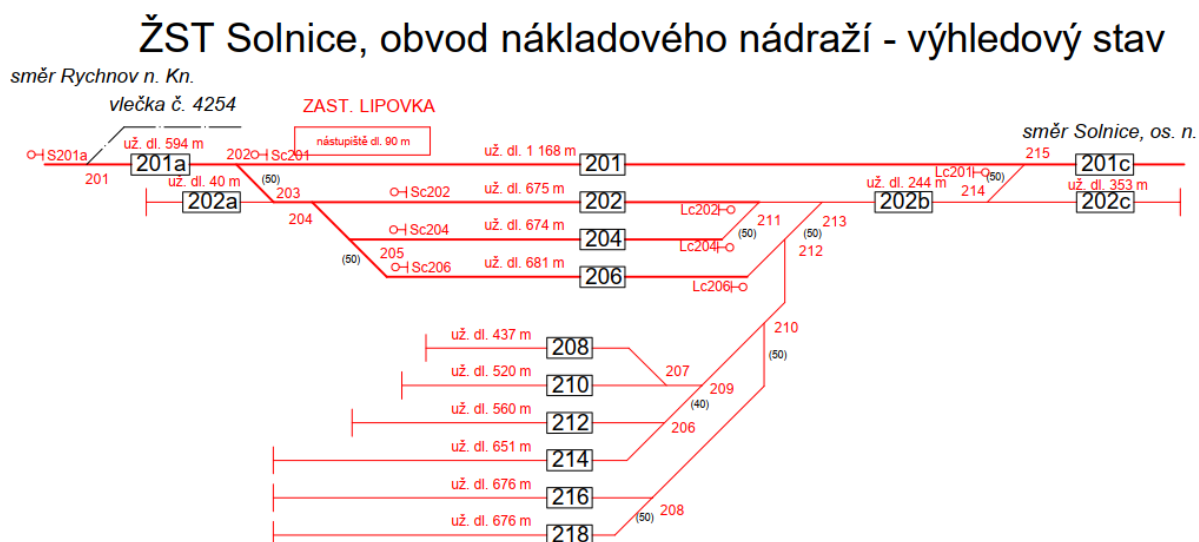 ŽST Solnice, obvod nákladového nádraží - výhledový stav
směr Rychnov n. Kn.
vlečka č. 4254
ZAST. LIPOVKA
nástupiště dl. 90 m
směr Solnice, os. n.
S201a
už. dl. 594 m
201a
201
202
Sc201
už. dl. 1 168 m
201
Lc201
215
201c
(50)
už. dl. 40 m
202a
(50)
203
204
Sc202
už. dl. 675 m
202
Lc202
211
213
už. dl. 244 m
202b
214
(50)
už. dl. 353 m
202c
Sc204
už. dl. 674 m
204
Lc204
(50)
(50)
212
(50)
205
Sc206
už. dl. 681 m
206
Lc206
210
(50)
už. dl. 437 m
208
207
už. dl. 520 m
210
209
(40)
už. dl. 560 m
212
206
už. dl. 651 m
214
už. dl. 676 m
216
208
(50)
už. dl. 676 m
218